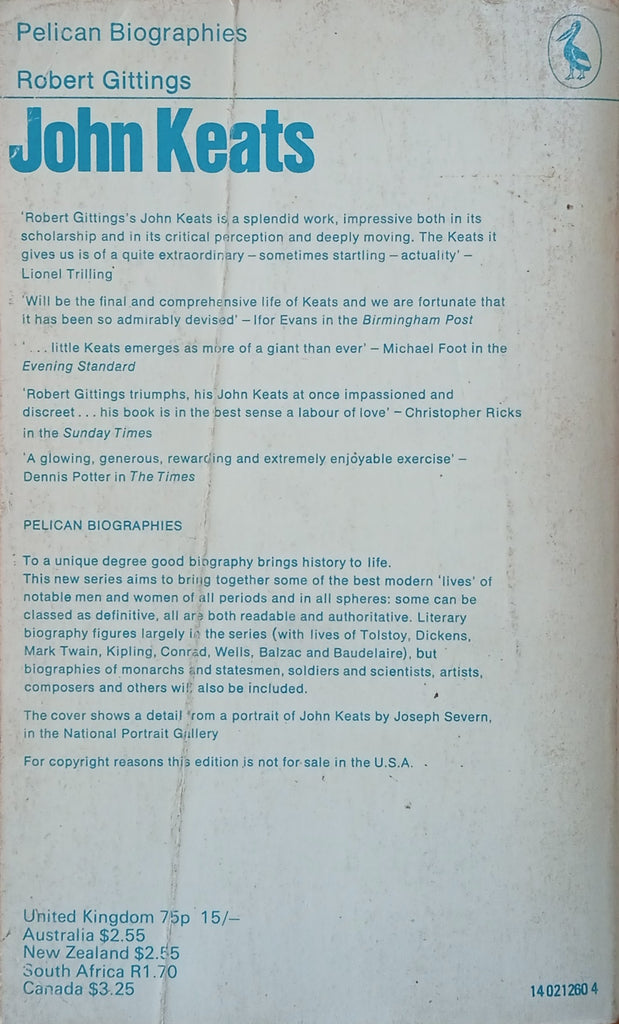 Pelican Biographies
Robert Gittings
John Keats
'Robert Gittings's John Keats is a splendid work, impressive both in its
scholarship and in its critical perception and deeply moving. The Keats it
gives us is of a quite extraordinary – sometimes startling – actuality' –
Lionel Trilling
'Will be the final and comprehensive life of Keats and we are fortunate that
it has been so admirably devised' – Ifor Evans in the Birmingham Post
'... little Keats emerges as more of a giant than ever' – Michael Foot in the
Evening Standard
'Robert Gittings triumphs, his John Keats at once impassioned and
discreet ... his book is in the best sense a labour of love' – Christopher Ricks
in the Sunday Times
'A glowing, generous, rewarding and extremely enjoyable exercise' –
Dennis Potter in The Times
PELICAN BIOGRAPHIES
To a unique degree good biography brings history to life.
This new series aims to bring together some of the best modern 'lives' of
notable men and women of all periods and in all spheres: some can be
classed as definitive, all are both readable and authoritative. Literary
biography figures largely in the series (with lives of Tolstoy, Dickens,
Mark Twain, Kipling, Conrad, Wells, Balzac and Baudelaire), but
biographies of monarchs and statesmen, soldiers and scientists, artists,
composers and others will also be included.
The cover shows a detail from a portrait of John Keats by Joseph Severn,
in the National Portrait Gallery
For copyright reasons this edition is not for sale in the U.S.A.
United Kingdom 75p 15/–
Australia $2.55
New Zealand $2.55
South Africa R1.70
Canada $3.25
14 021260 4